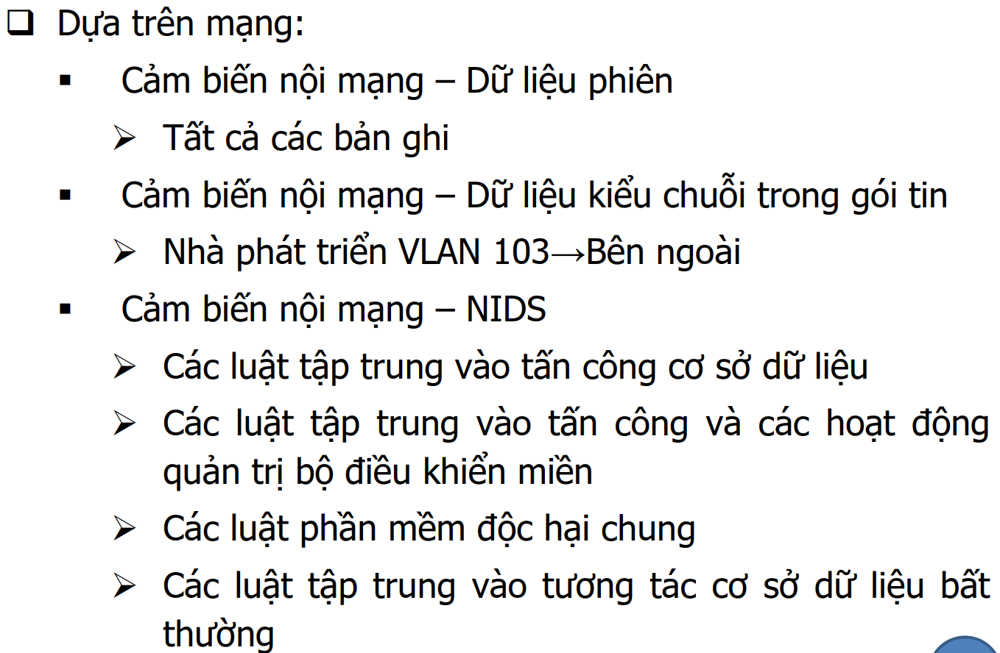 ❑ Dựa trên mạng:
▪ Cảm biến nội mạng – Dữ liệu phiên
➢ Tất cả các bản ghi
▪ Cảm biến nội mạng – Dữ liệu kiểu chuỗi trong gói tin
➢ Nhà phát triển VLAN 103→Bên ngoài
▪ Cảm biến nội mạng – NIDS
➢ Các luật tập trung vào tấn công cơ sở dữ liệu
➢ Các luật tập trung vào tấn công và các hoạt động
quản trị bộ điều khiển miền
➢ Các luật phần mềm độc hại chung
➢ Các luật tập trung vào tương tác cơ sở dữ liệu bất
thường